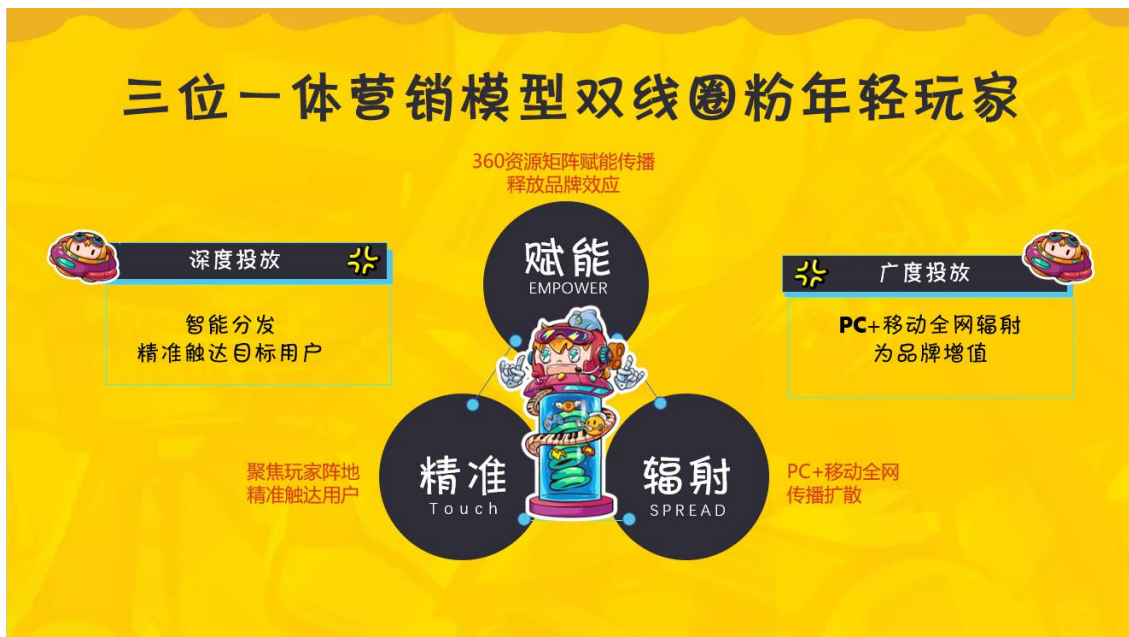 三位一体营销模型双线圈粉年轻玩家
360资源矩阵赋能传播
释放品牌效应
赋能
EMPOWER
深度投放
智能分发
精准触达目标用户
广度投放
PC+移动全网辐射
为品牌增值
聚焦玩家阵地
精准触达用户
精准
Touch
辐射
SPREAD
PC+移动全网
传播扩散